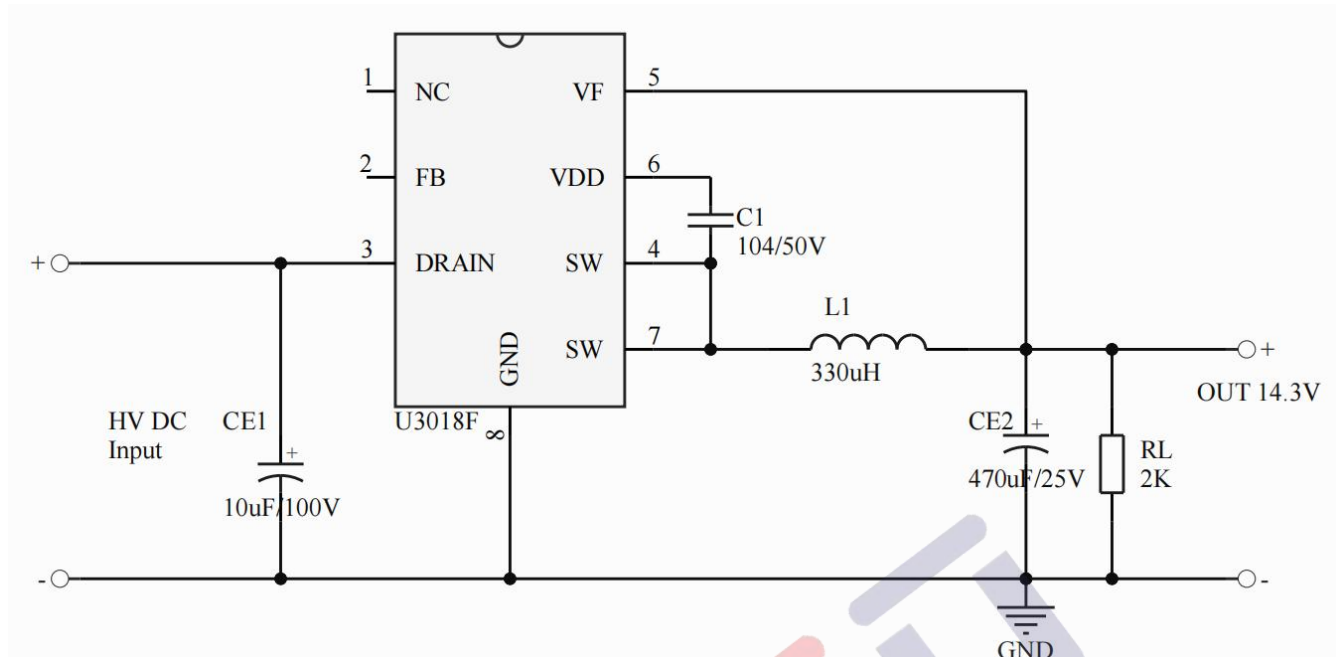 1
NC
VF
5
2
FB
VDD
6
C1
104/50V
+
3
DRAIN
SW
4
L1
GND
SW
7
330uH
+
OUT 14.3V
HV DC
Input
CE1
U3018F
8
CE2
+
RL
+
470uF/25V
2K
10uF/100V
-
-
GND